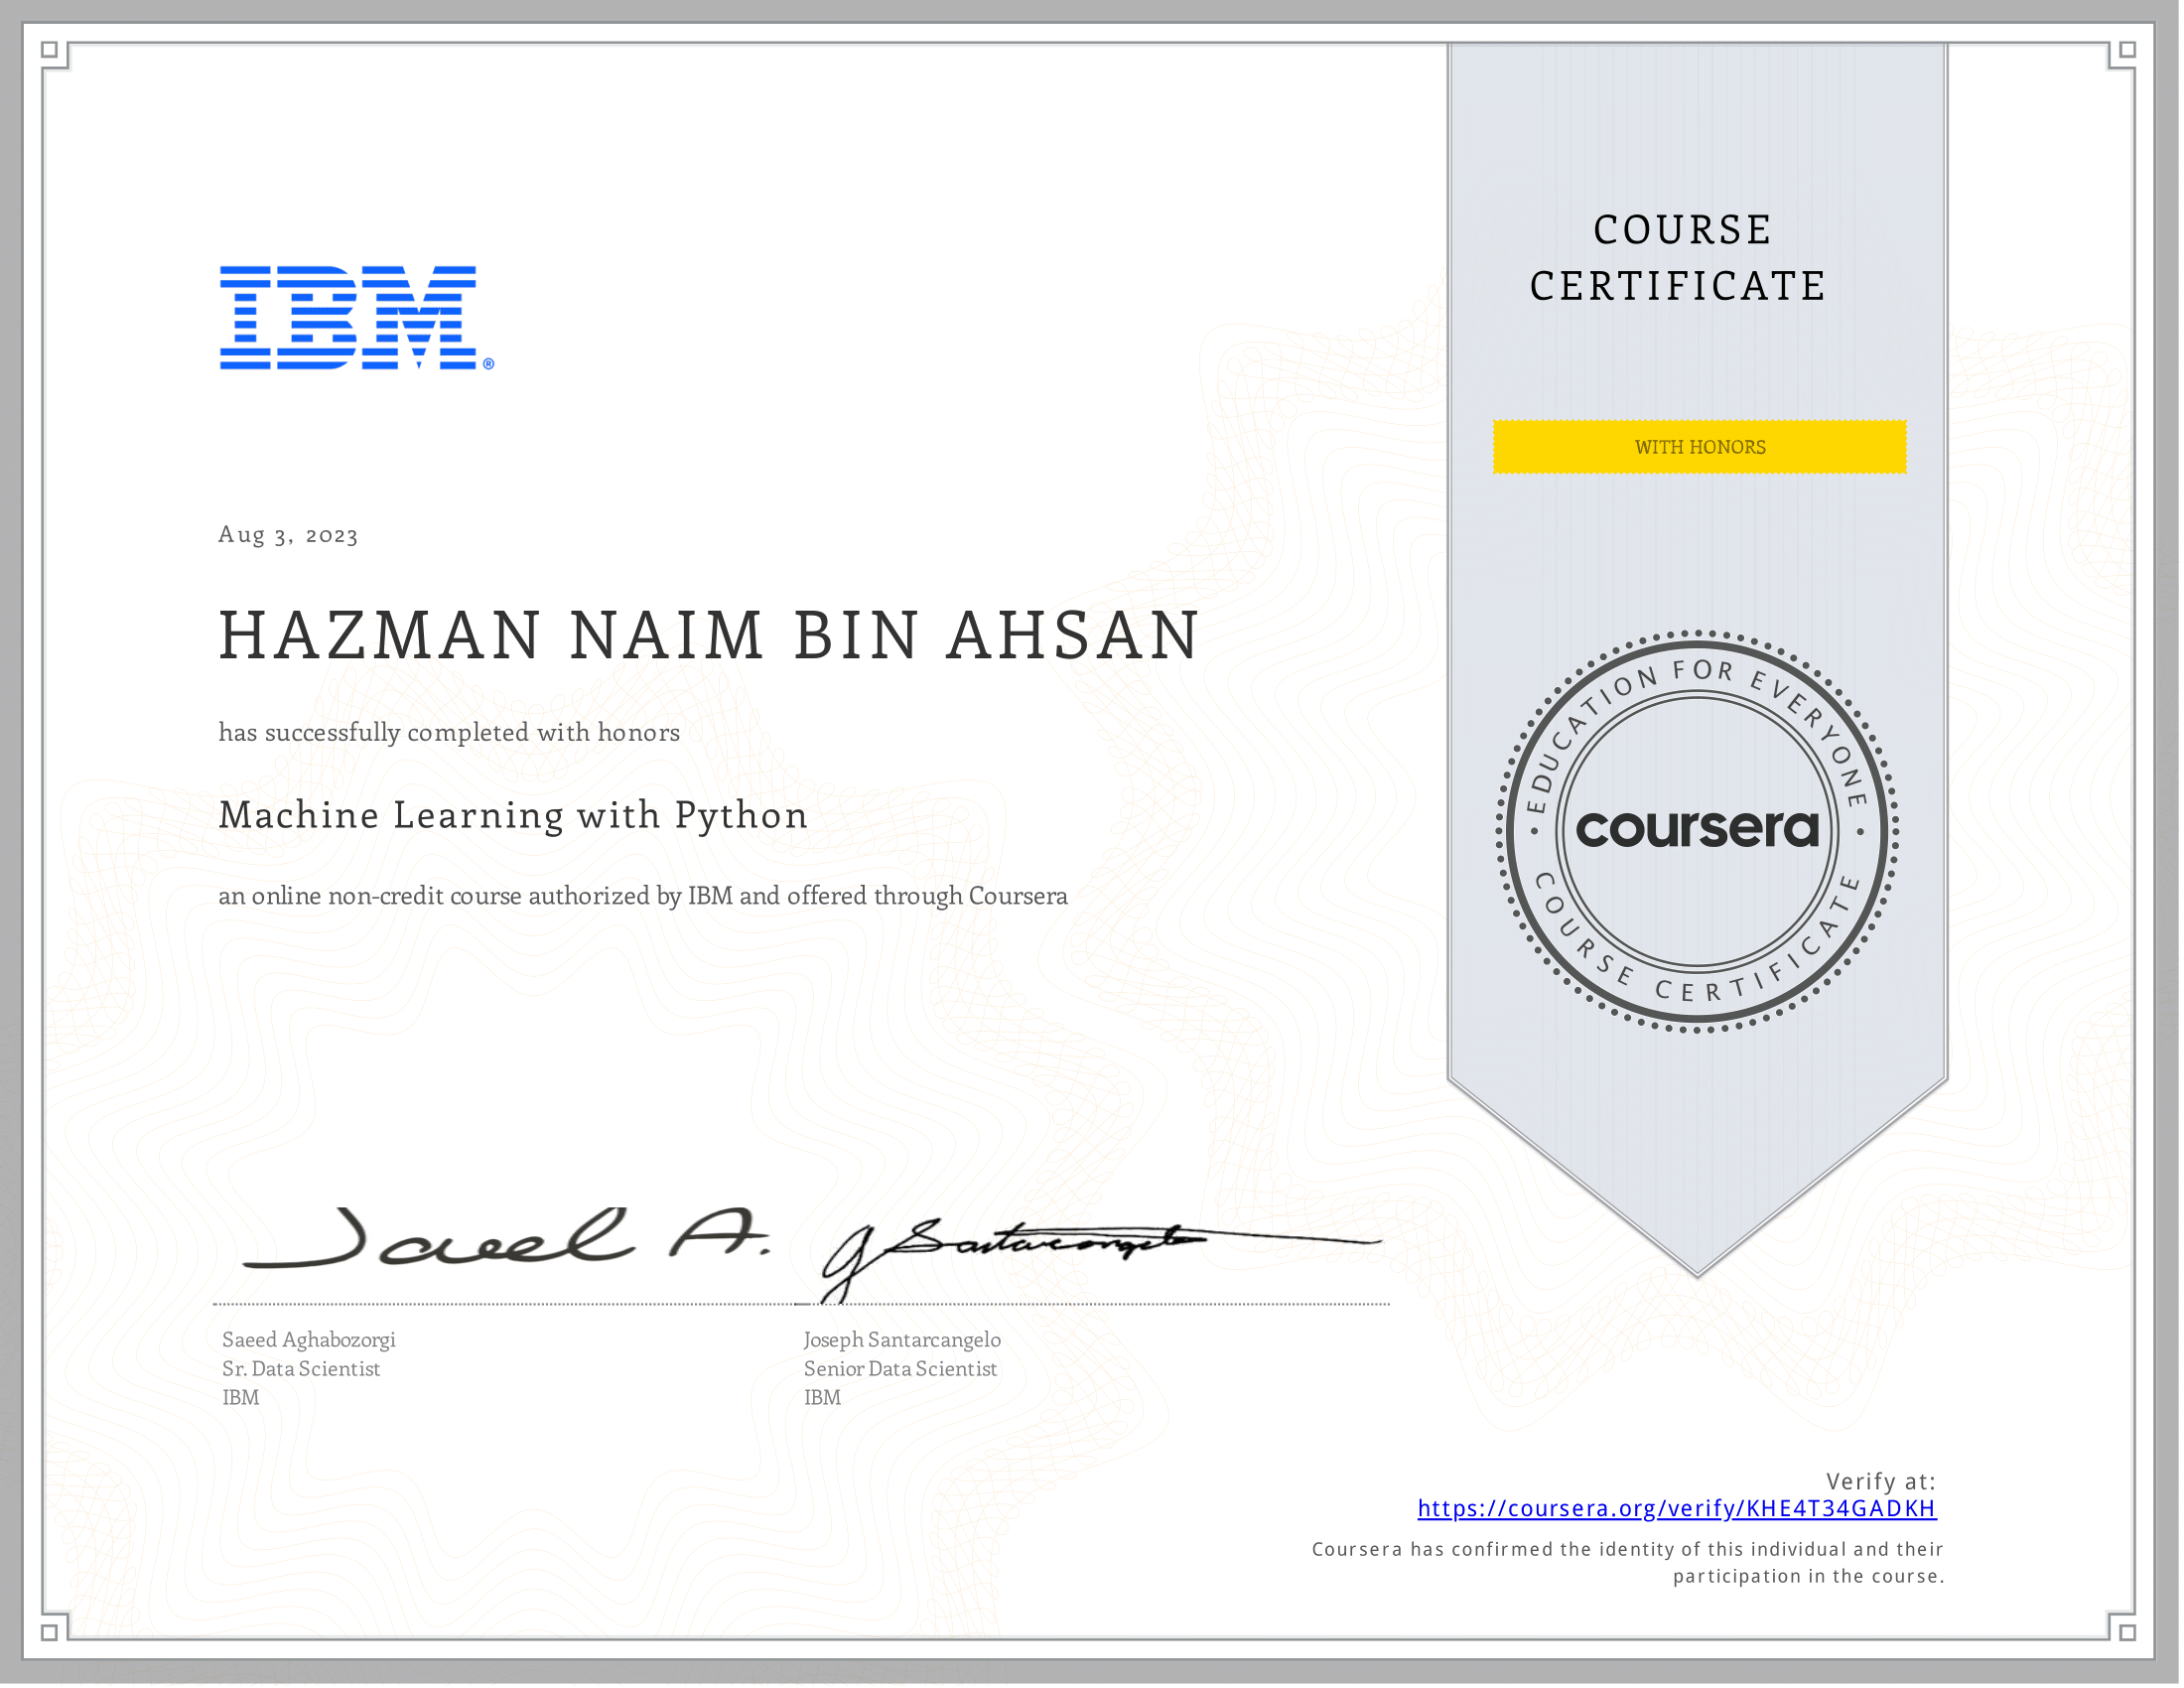 IBM®
COURSE
CERTIFICATE
WITH HONORS
Aug 3, 2023
HAZMAN NAIM BIN AHSAN
has successfully completed with honors
Machine Learning with Python
an online non-credit course authorized by IBM and offered through Coursera
EDUCATION FOR EVERYONE
coursera
COURSE CERTIFICATE
Saeed A.
J Santarcangelo
Saeed Aghabozorgi
Sr. Data Scientist
IBM
Joseph Santarcangelo
Senior Data Scientist
IBM
Verify at:
https://coursera.org/verify/KHE4T34GADKH
Coursera has confirmed the identity of this individual and their
participation in the course.